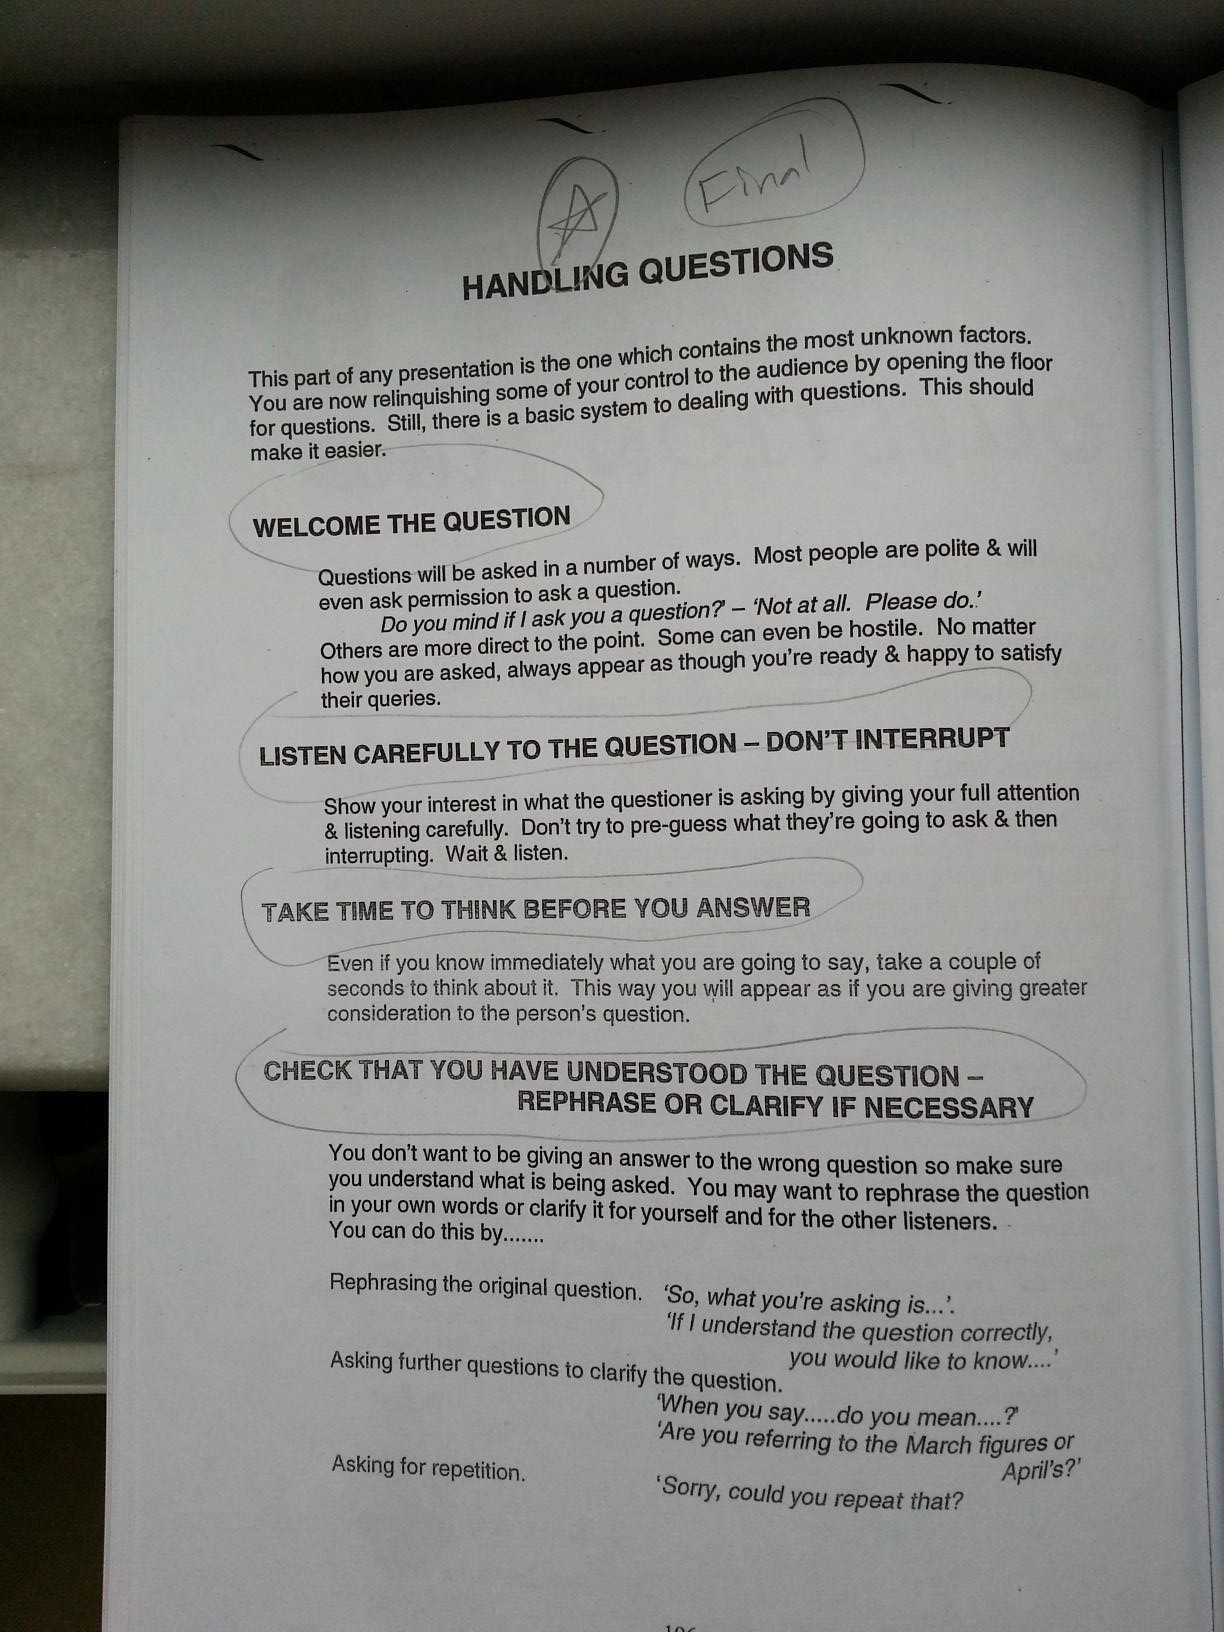 Final
HANDLING QUESTIONS
This part of any presentation is the one which contains the most unknown factors.
You are now relinquishing some of your control to the audience by opening the floor
for questions. Still, there is a basic system to dealing with questions. This should
make it easier.
WELCOME THE QUESTION
Questions will be asked in a number of ways. Most people are polite & will
even ask permission to ask a question.
Do you mind if I ask you a question?' – 'Not at all. Please do.'
Others are more direct to the point. Some can even be hostile. No matter
how you are asked, always appear as though you're ready & happy to satisfy
their queries.
LISTEN CAREFULLY TO THE QUESTION – DON'T INTERRUPT
Show your interest in what the questioner is asking by giving your full attention
& listening carefully. Don't try to pre-guess what they're going to ask & then
interrupting. Wait & listen.
TAKE TIME TO THINK BEFORE YOU ANSWER
Even if you know immediately what you are going to say, take a couple of
seconds to think about it. This way you will appear as if you are giving greater
consideration to the person's question.
CHECK THAT YOU HAVE UNDERSTOOD THE QUESTION –
REPHRASE OR CLARIFY IF NECESSARY
You don't want to be giving an answer to the wrong question so make sure
you understand what is being asked. You may want to rephrase the question
in your own words or clarify it for yourself and for the other listeners.
You can do this by.......
Rephrasing the original question. 'So, what you're asking is...'.
'If I understand the question correctly,
you would like to know....'
Asking further questions to clarify the question.
'When you say.....do you mean....?'
'Are you referring to the March figures or
April's?'
Asking for repetition.
'Sorry, could you repeat that?